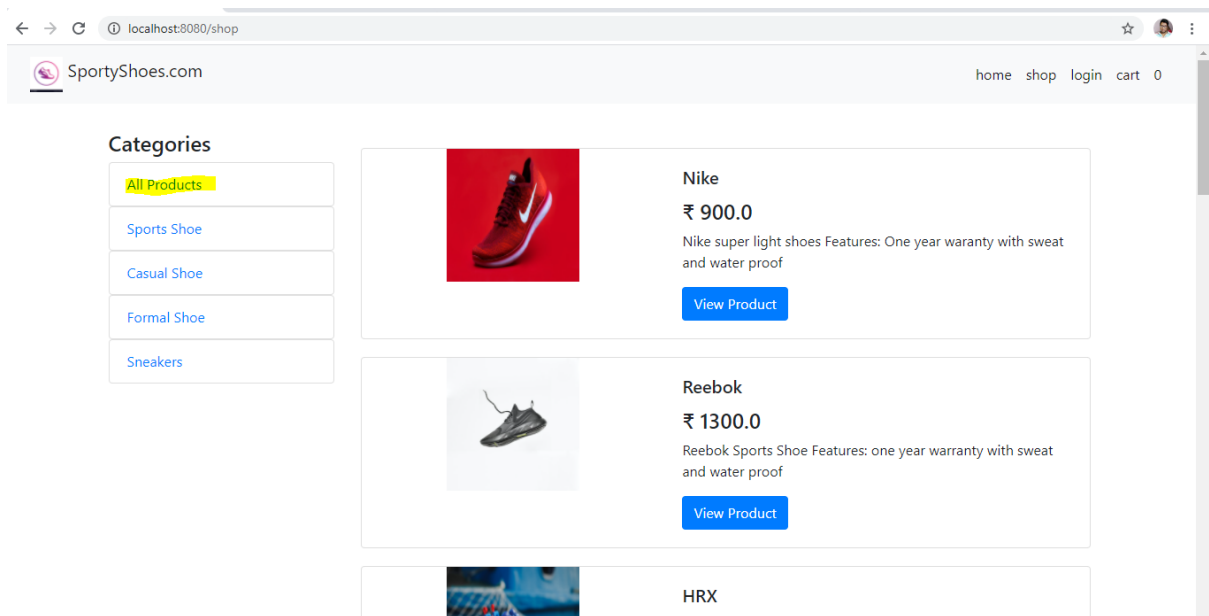 localhost:8080/shop
SportyShoes.com
home shop login cart 0
Categories
All Products
Sports Shoe
Casual Shoe
Formal Shoe
Sneakers
Nike
₹ 900.0
Nike super light shoes Features: One year waranty with sweat
and water proof
View Product
Reebok
₹ 1300.0
Reebok Sports Shoe Features: one year warranty with sweat
and water proof
View Product
HRX